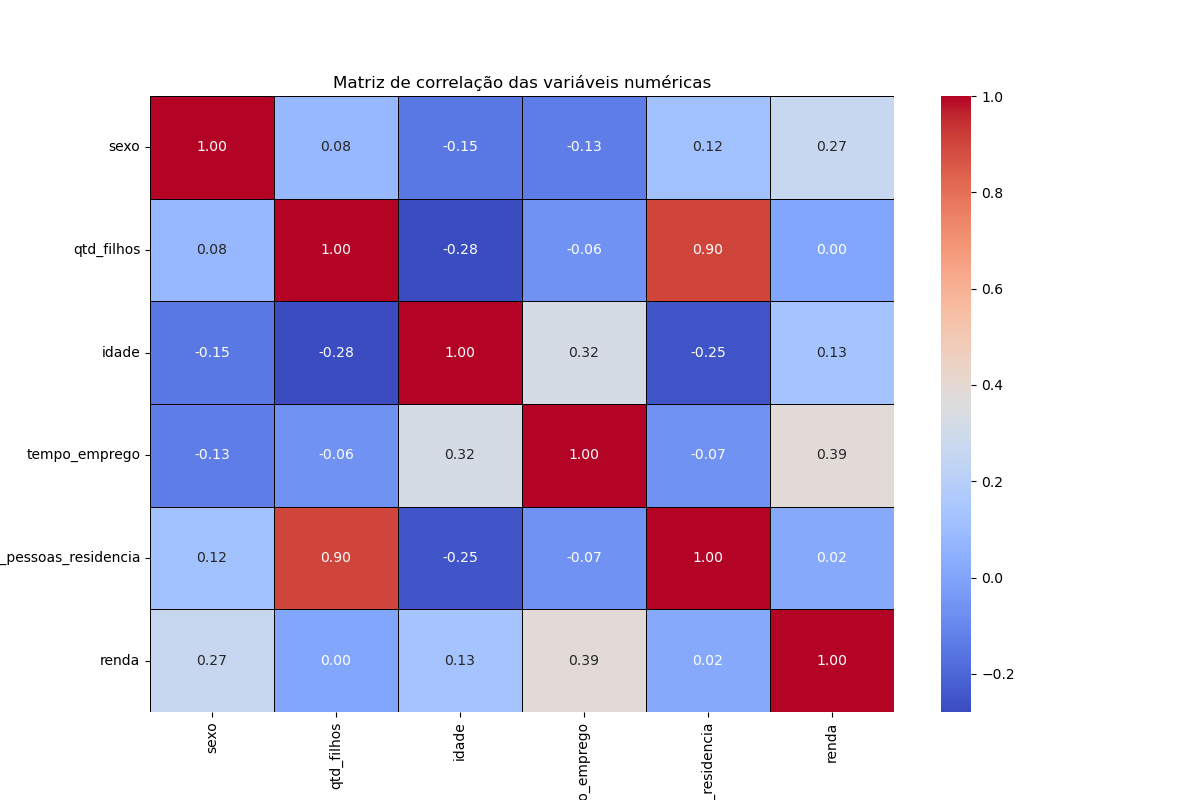 Matriz de correlação das variáveis numéricas
sexo 1.00 0.08 -0.15 -0.13 0.12 0.27
qtd_filhos 0.08 1.00 -0.28 -0.06 0.90 0.00
idade -0.15 -0.28 1.00 0.32 -0.25 0.13
tempo_emprego -0.13 -0.06 0.32 1.00 -0.07 0.39
_pessoas_residencia 0.12 0.90 -0.25 -0.07 1.00 0.02
renda 0.27 0.00 0.13 0.39 0.02 1.00
sexo
qtd_filhos
idade
o_emprego
_residencia
renda
1.0
0.8
0.6
0.4
0.2
0.0
−0.2